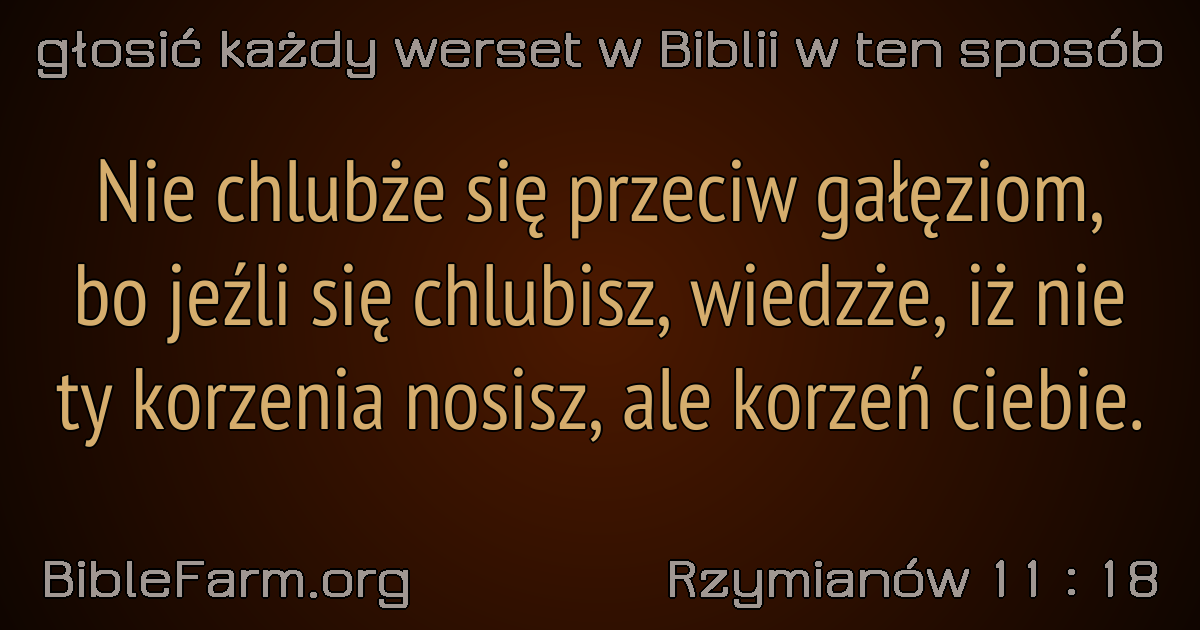 głosić każdy werset w Biblii w ten sposób
Nie chlubże się przeciw gałęziom,
bo jeźli się chlubisz, wiedzże, iż nie
ty korzenia nosisz, ale korzeń ciebie.
BibleFarm.org
Rzymianów 11 : 18